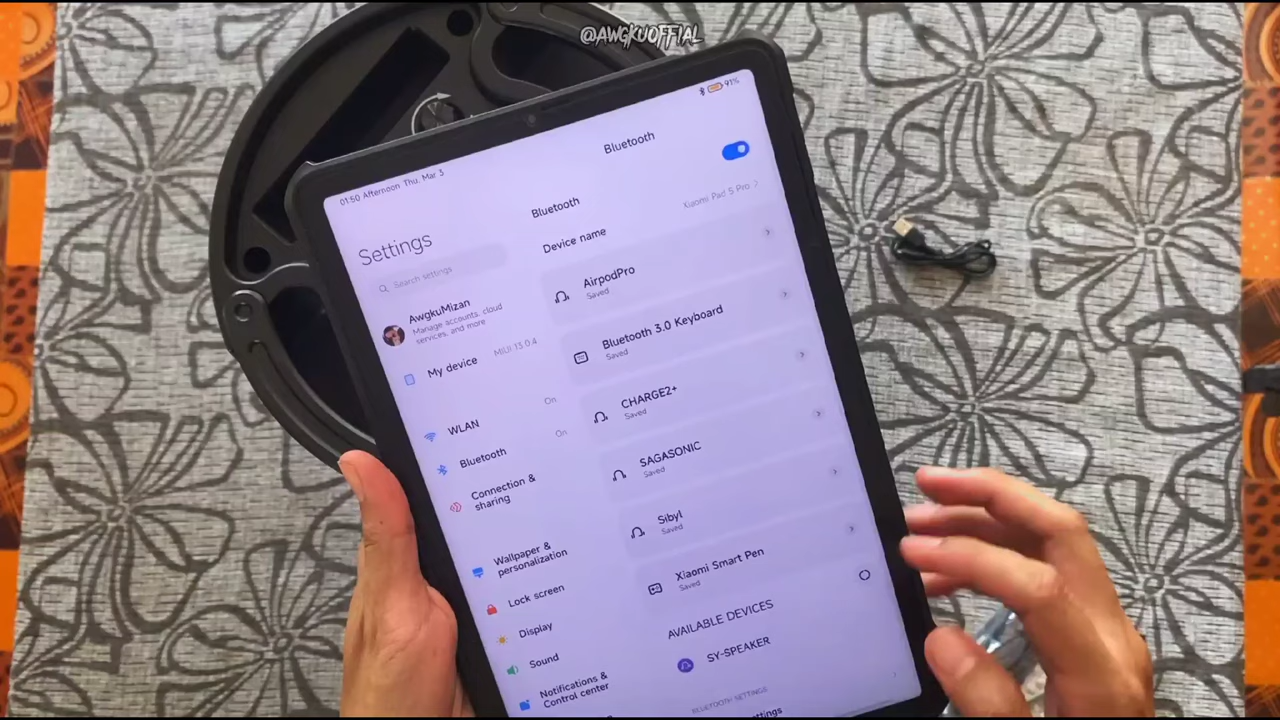 @AWGKUOFFIAL
01:50 Afternoon Thu, Mar 3
91%
Settings
Search settings
AwgkuMizan
Manage accounts, cloud
services, and more
My device
MIUI 13.0.4
WLAN
On
Bluetooth
On
Connection &
sharing
Wallpaper &
personalization
Lock screen
Display
Sound
Notifications &
Control center
Bluetooth
Bluetooth
Device name
Xiaomi Pad 5 Pro
AirpodPro
Saved
Bluetooth 3.0 Keyboard
Saved
CHARGE2+
Saved
SAGASONIC
Saved
Sibyl
Saved
Xiaomi Smart Pen
Saved
AVAILABLE DEVICES
SY-SPEAKER
BLUETOOTH SETTINGS